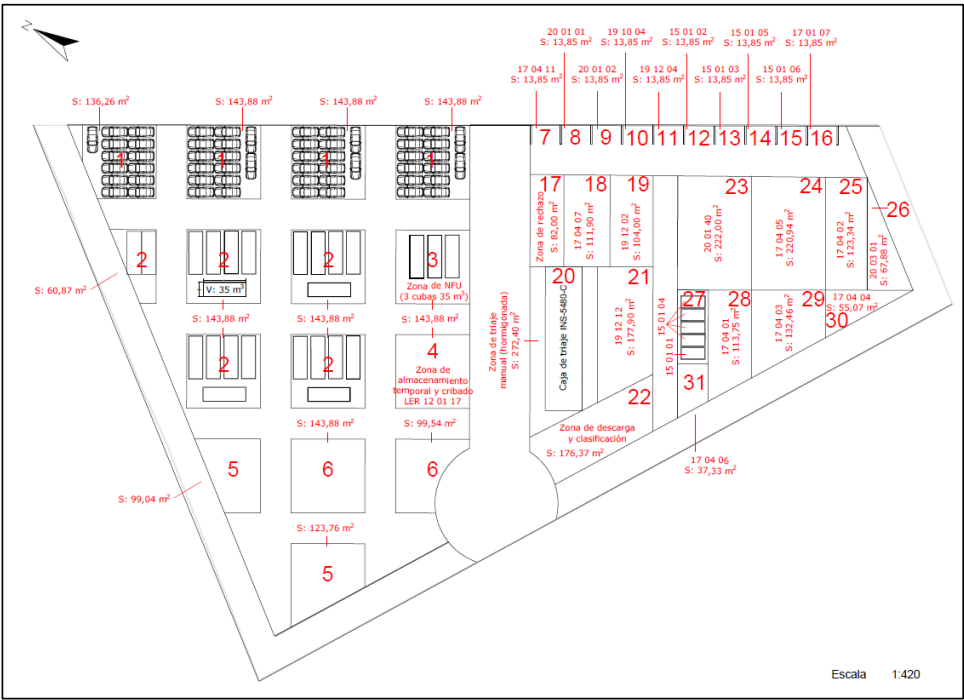 N
20 01 01
S: 13,85 m²
19 10 04
S: 13,85 m²
15 01 02
S: 13,85 m²
15 01 05
S: 13,85 m²
17 01 07
S: 13,85 m²
17 04 11
S: 13,85 m²
20 01 02
S: 13,85 m²
19 12 04
S: 13,85 m²
15 01 03
S: 13,85 m²
15 01 06
S: 13,85 m²
S: 136,26 m²
S: 143,88 m²
S: 143,88 m²
S: 143,88 m²
1
1
1
1
7
8
9
10
11
12
13
14
15
16
17
Zona de rechazo
S: 82,00 m²
18
17 04 07
S: 111,90 m²
19
19 12 02
S: 104,00 m²
23
20 01 40
S: 222,00 m²
24
17 04 05
S: 220,94 m²
25
17 04 02
S: 123,34 m²
26
20 03 01
S: 67,88 m²
2
2
2
3
Zona de NFU
(3 cubas 35 m³)
V: 35 m³
S: 60,87 m²
S: 143,88 m²
S: 143,88 m²
S: 143,88 m²
20
Caja de triaje INS-5480-C
21
19 12 12
S: 177,90 m²
15 01 04
15 01 01
27
28
17 04 01
S: 113,75 m²
29
17 04 03
S: 132,46 m²
17 04 04
S: 55,07 m²
30
Zona de triaje
manual (hormigonada)
S: 272,40 m²
2
2
4
Zona de
almacenamiento
temporal y cribado
LER 12 01 17
31
22
Zona de descarga
y clasificación
S: 176,37 m²
17 04 06
S: 37,33 m²
S: 143,88 m²
S: 99,54 m²
5
6
6
S: 99,04 m²
S: 123,76 m²
5
Escala 1:420